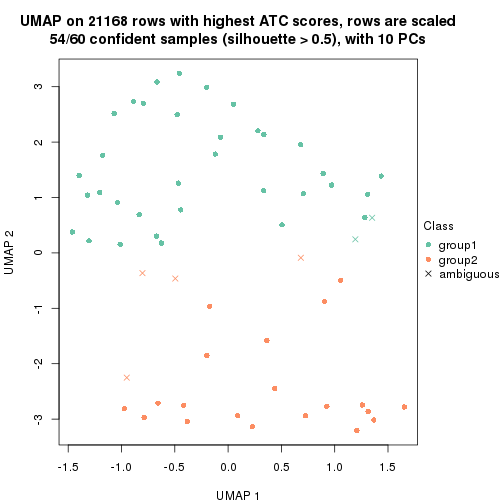 UMAP on 21168 rows with highest ATC scores, rows are scaled
54/60 confident samples (silhouette > 0.5), with 10 PCs
3
2
1
0
-1
-2
-3
UMAP 2
-1.5 -1.0 -0.5 0.0 0.5 1.0 1.5
UMAP 1
Class
group1
group2
ambiguous